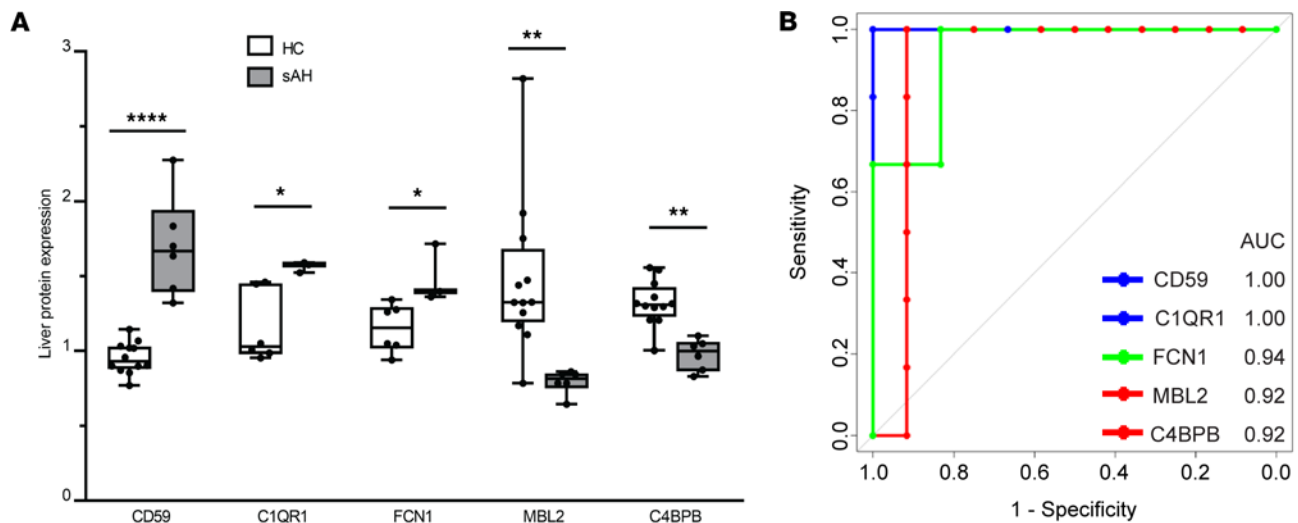 A
HC
sAH
Liver protein expression
3
2
1
0
****
*
*
**
**
CD59 C1QR1 FCN1 MBL2 C4BPB
B
Sensitivity
1.0
0.8
0.6
0.4
0.2
0.0
AUC
CD59 1.00
C1QR1 1.00
FCN1 0.94
MBL2 0.92
C4BPB 0.92
1.0 0.8 0.6 0.4 0.2 0.0
1 - Specificity